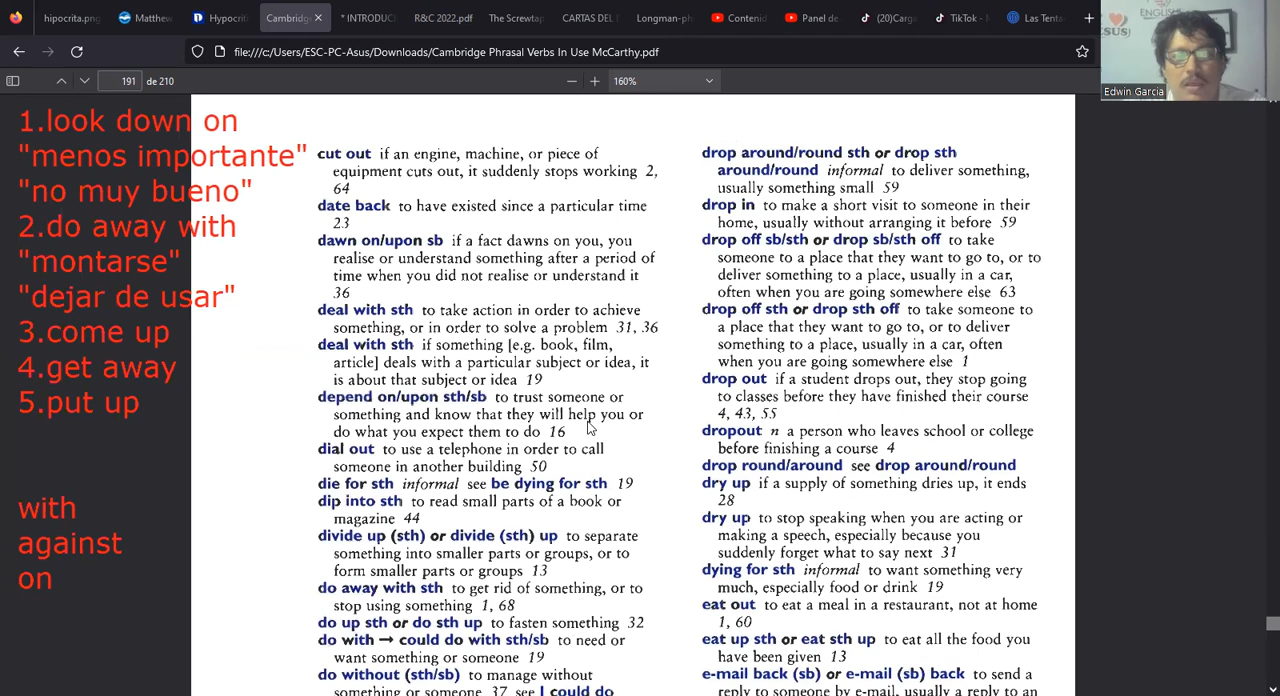 hipocrita.png
Matthew
Hypocriti
Cambridge
* INTRODUC
R&C 2022.pdf
The Screwtap
CARTAS DEL
Longman-ph
Contenid
Panel de
(20)Carga
TikTok -
Las Tenta
file:///c:/Users/ESC-PC-Asus/Downloads/Cambridge Phrasal Verbs In Use McCarthy.pdf
191 de 210
160%
ENGLISH
ESUS
Edwin Garcia
1.look down on
"menos importante"
"no muy bueno"
2.do away with
"montarse"
"dejar de usar"
3.come up
4.get away
5.put up
with
against
on
cut out if an engine, machine, or piece of
equipment cuts out, it suddenly stops working 2,
64
date back to have existed since a particular time
23
dawn on/upon sb if a fact dawns on you, you
realise or understand something after a period of
time when you did not realise or understand it
36
deal with sth to take action in order to achieve
something, or in order to solve a problem 31, 36
deal with sth if something [e.g. book, film,
article] deals with a particular subject or idea, it
is about that subject or idea 19
depend on/upon sth/sb to trust someone or
something and know that they will help you or
do what you expect them to do 16
dial out to use a telephone in order to call
someone in another building 50
die for sth informal see be dying for sth 19
dip into sth to read small parts of a book or
magazine 44
divide up (sth) or divide (sth) up to separate
something into smaller parts or groups, or to
form smaller parts or groups 13
do away with sth to get rid of something, or to
stop using something 1, 68
do up sth or do sth up to fasten something 32
do with → could do with sth/sb to need or
want something or someone 19
do without (sth/sb) to manage without
something or someone 37 see I could do
drop around/round sth or drop sth
around/round informal to deliver something,
usually something small 59
drop in to make a short visit to someone in their
home, usually without arranging it before 59
drop off sb/sth or drop sb/sth off to take
someone to a place that they want to go to, or to
deliver something to a place, usually in a car,
often when you are going somewhere else 63
drop off sth or drop sth off to take someone to
a place that they want to go to, or to deliver
something to a place, usually in a car, often
when you are going somewhere else 1
drop out if a student drops out, they stop going
to classes before they have finished their course
4, 43, 55
dropout n a person who leaves school or college
before finishing a course 4
drop round/around see drop around/round
dry up if a supply of something dries up, it ends
28
dry up to stop speaking when you are acting or
making a speech, especially because you
suddenly forget what to say next 31
dying for sth informal to want something very
much, especially food or drink 19
eat out to eat a meal in a restaurant, not at home
1, 60
eat up sth or eat sth up to eat all the food you
have been given 13
e-mail back (sb) or e-mail (sb) back to send a
reply to someone by e-mail, usually a reply to an